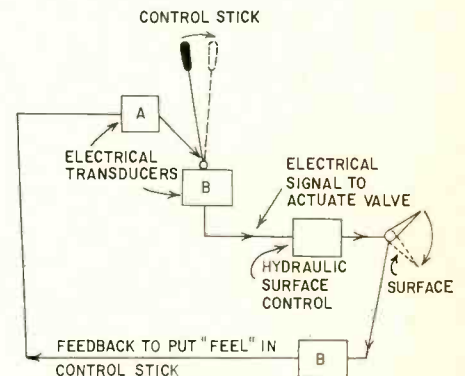 CONTROL STICK
A
ELECTRICAL
TRANSDUCERS
B
ELECTRICAL
SIGNAL TO
ACTUATE VALVE
HYDRAULIC
SURFACE
CONTROL
SURFACE
FEEDBACK TO PUT "FEEL" IN
CONTROL STICK
B